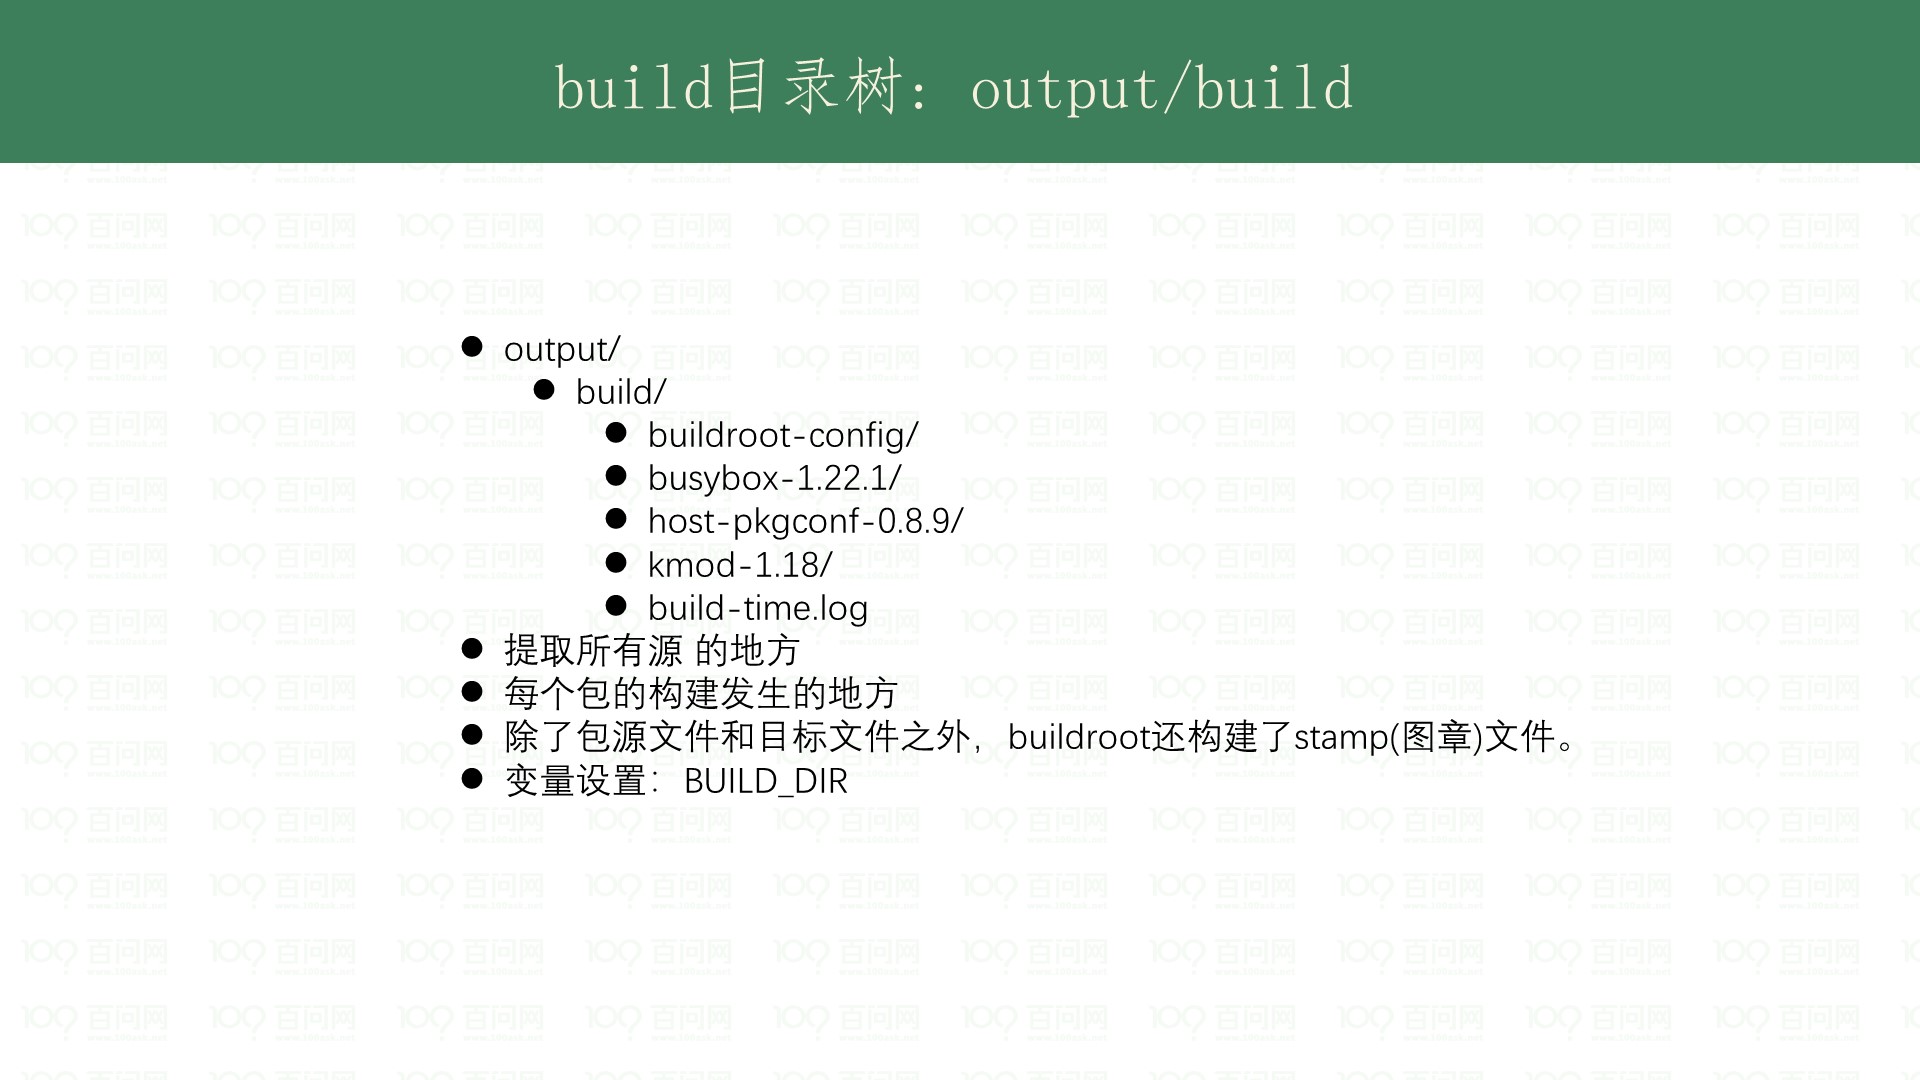 build目录树：output/build
● output/
● build/
● buildroot-config/
● busybox-1.22.1/
● host-pkgconf-0.8.9/
● kmod-1.18/
● build-time.log
● 提取所有源 的地方
● 每个包的构建发生的地方
● 除了包源文件和目标文件之外，buildroot还构建了stamp(图章)文件。
● 变量设置：BUILD_DIR